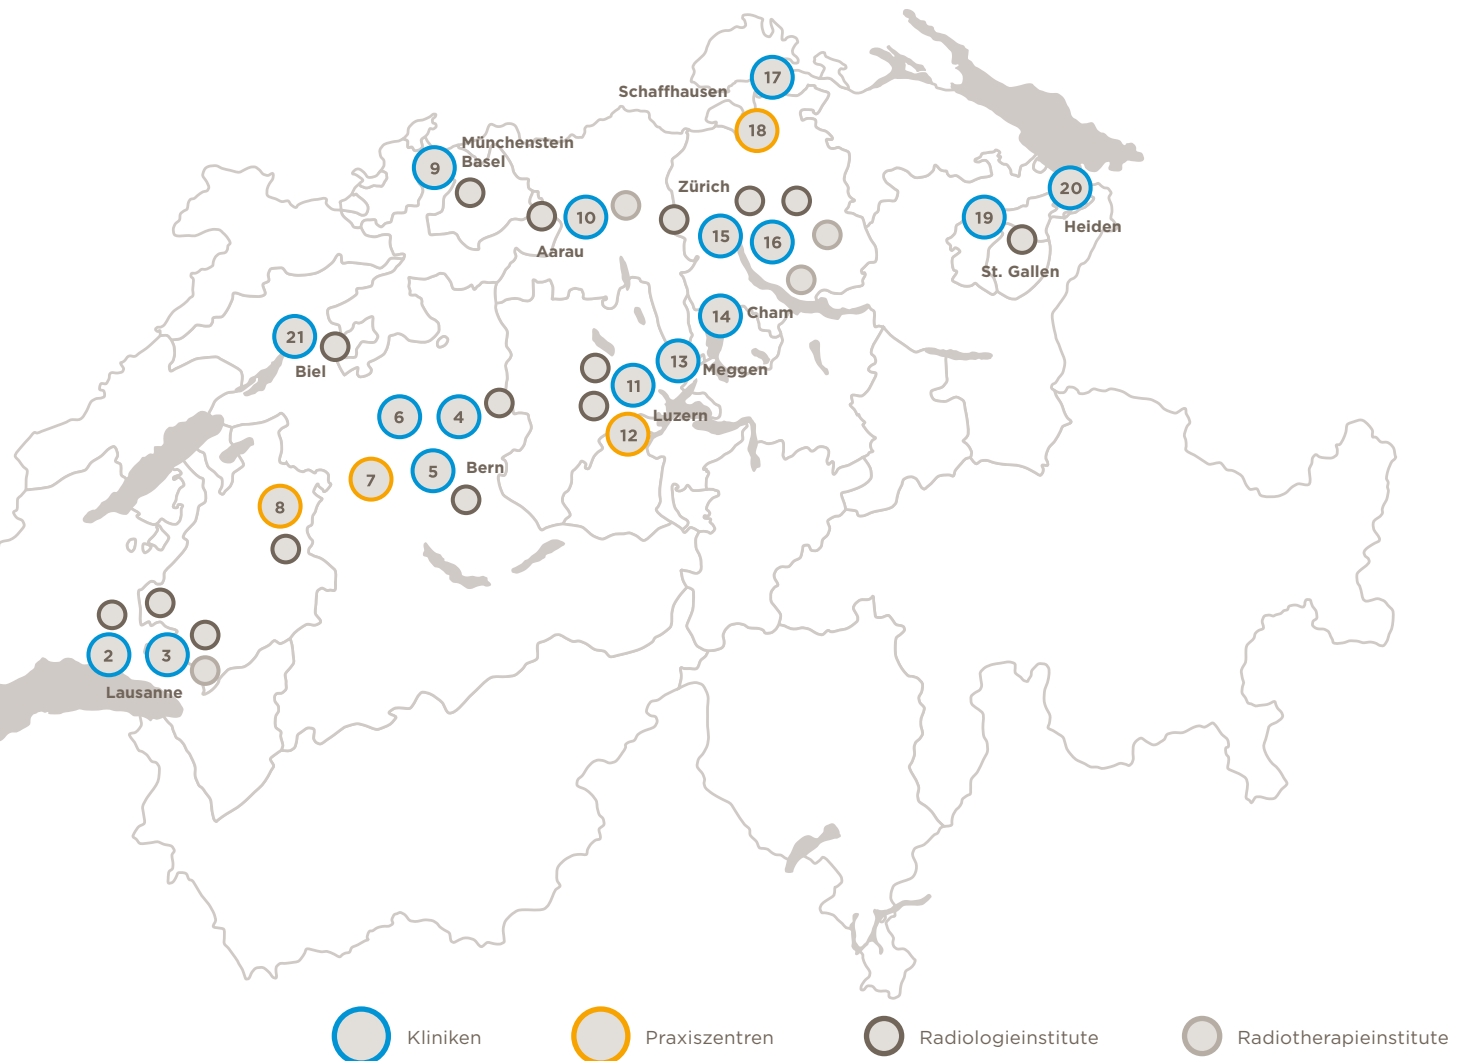 17
Schaffhausen
18
Münchenstein
Basel
9
Zürich
20
10
19
Heiden
15
16
Aarau
St. Gallen
14
Cham
21
13
Meggen
Biel
11
6
4
Luzern
12
5
Bern
7
8
2
3
Lausanne
Kliniken
Praxiszentren
Radiologieinstitute
Radiotherapieinstitute